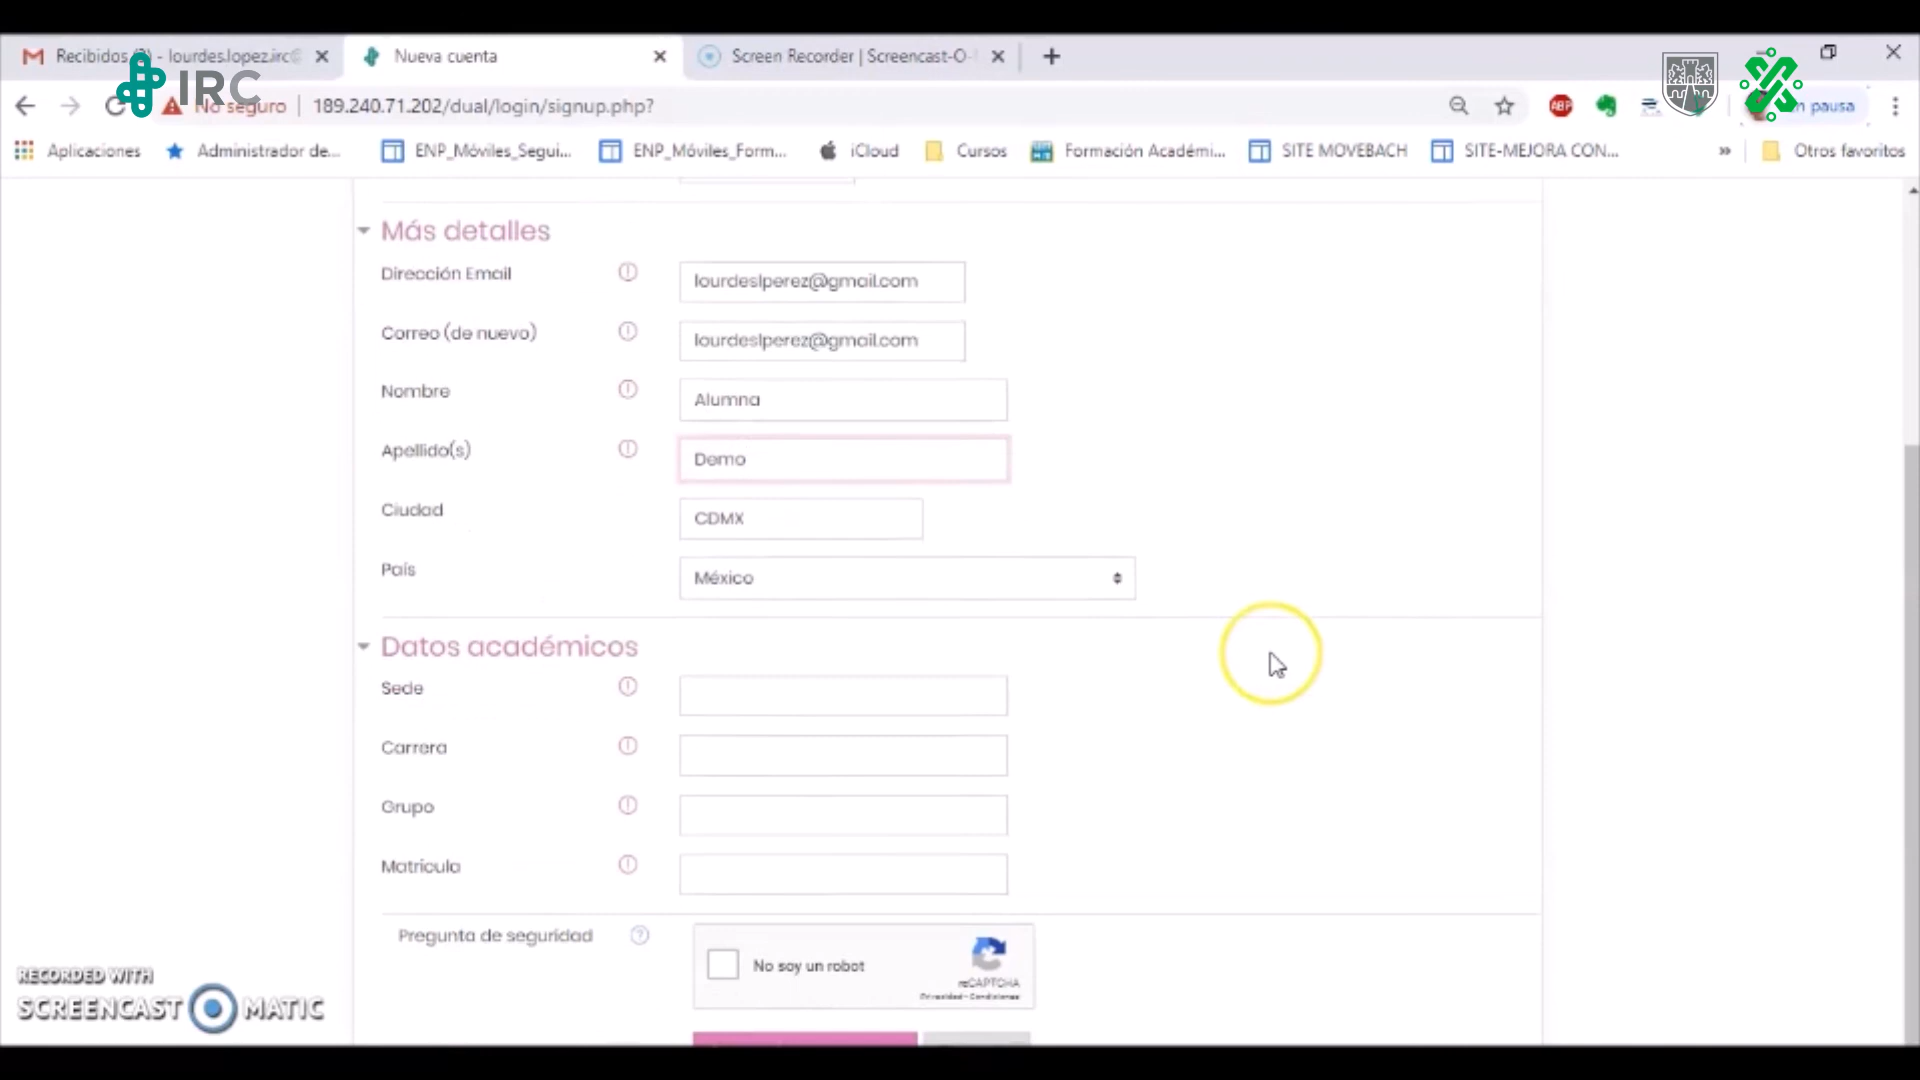 Recibidos - lourdes.lopez.irc@
Nueva cuenta
Screen Recorder | Screencast-O-
IRC
No seguro
189.240.71.202/dual/login/signup.php?
ABP
pausa
Aplicaciones
Administrador de...
ENP_Móviles_Segui...
ENP_Móviles_Form...
iCloud
Cursos
Formación Académi...
SITE MOVEBACH
SITE-MEJORA CON...
»
Otros favoritos
Más detalles
Dirección Email
lourdeslperez@gmail.com
Correo (de nuevo)
lourdeslperez@gmail.com
Nombre
Alumna
Apellido(s)
Demo
Ciudad
CDMX
País
México
Datos académicos
Sede
Carrera
Grupo
Matrícula
Pregunta de seguridad
No soy un robot
reCAPTCHA
Privacidad - Condiciones
RECORDED WITH
SCREENCAST MATIC